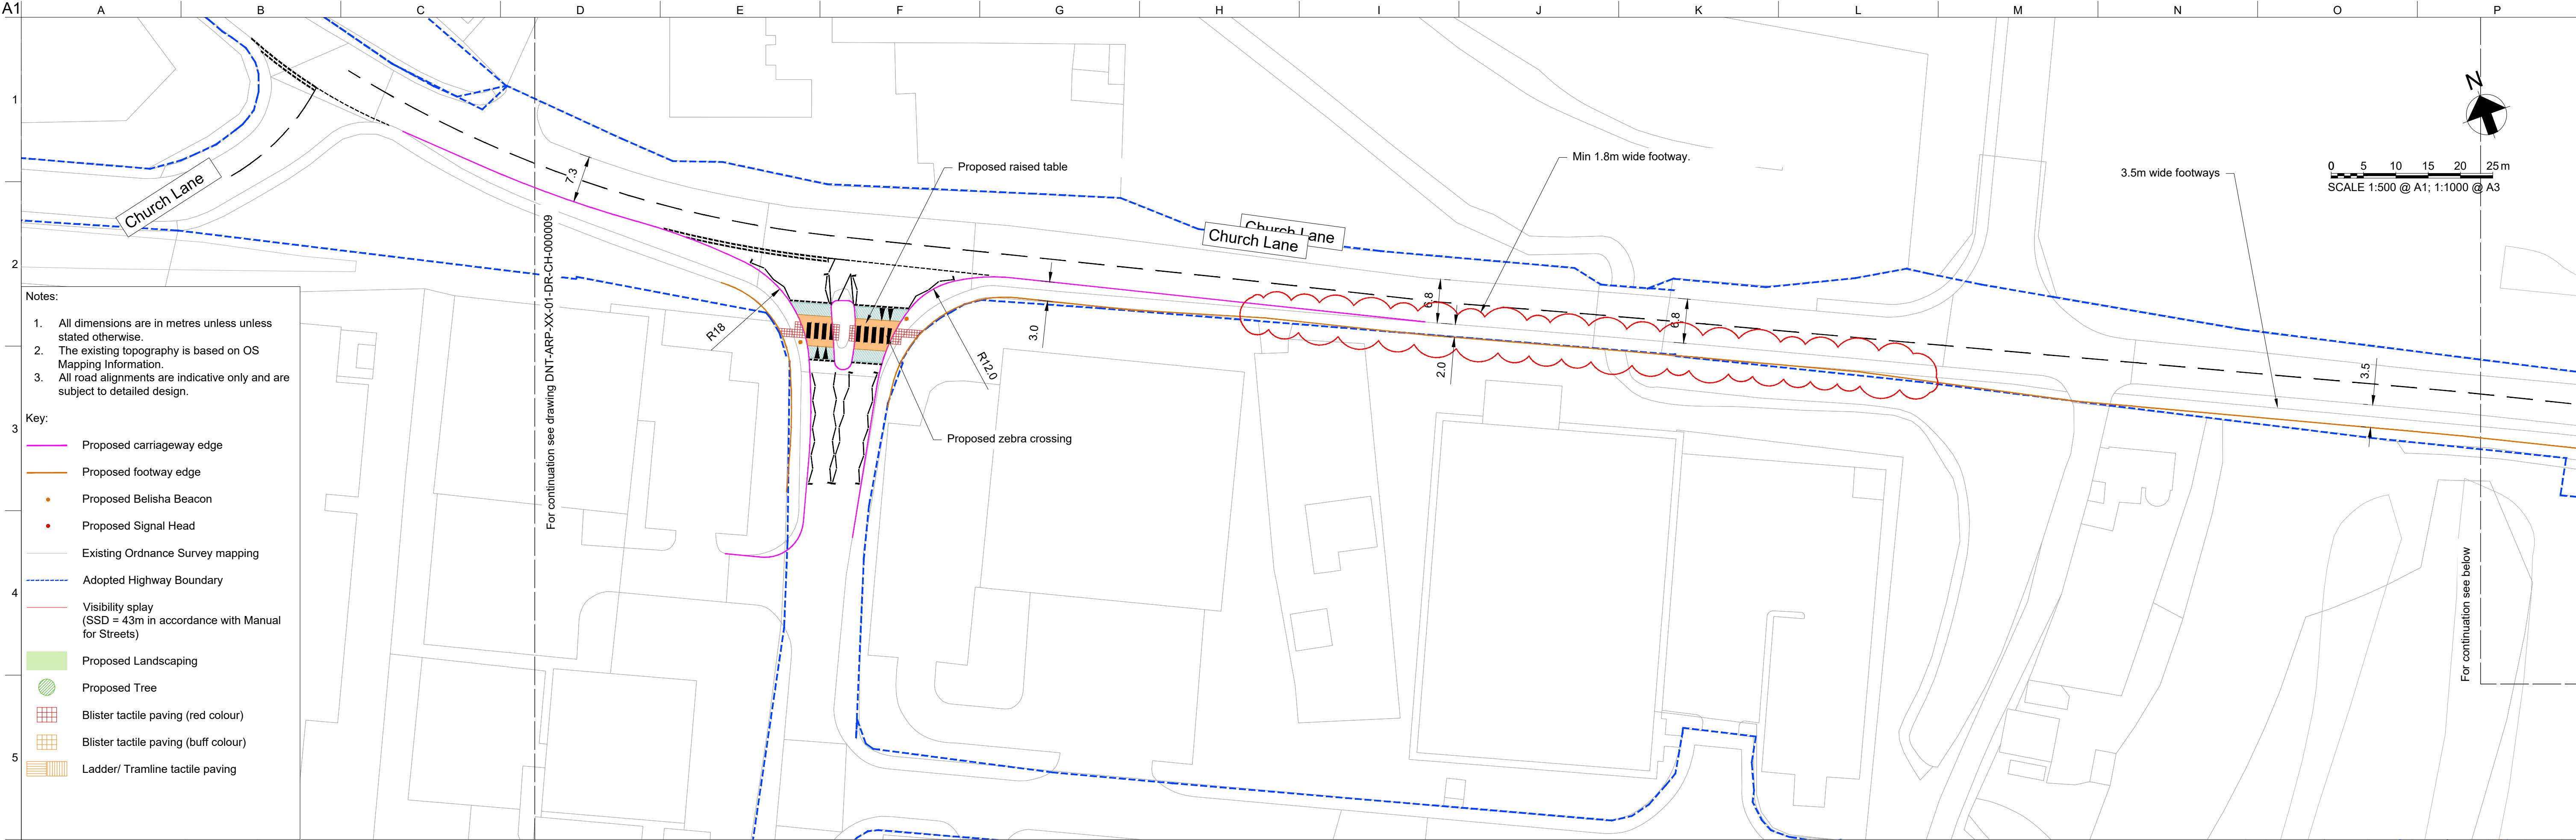 A1
A
B
C
D
E
F
G
H
I
J
K
L
M
N
O
P
1
2
3
4
5
N
0 5 10 15 20 25 m
SCALE 1:500 @ A1; 1:1000 @ A3
Church Lane
7.3
Proposed raised table
Church Lane
Church Lane
Min 1.8m wide footway.
3.5m wide footways
6.8
6.8
R18
R12.0
3.0
2.0
3.5
Proposed zebra crossing
For continuation see drawing DNT-ARP-XX-01-DR-CH-000009
For continuation see below
Notes:
1. All dimensions are in metres unless unless
stated otherwise.
2. The existing topography is based on OS
Mapping Information.
3. All road alignments are indicative only and are
subject to detailed design.
Key:
Proposed carriageway edge
Proposed footway edge
Proposed Belisha Beacon
Proposed Signal Head
Existing Ordnance Survey mapping
Adopted Highway Boundary
Visibility splay
(SSD = 43m in accordance with Manual
for Streets)
Proposed Landscaping
Proposed Tree
Blister tactile paving (red colour)
Blister tactile paving (buff colour)
Ladder/ Tramline tactile paving